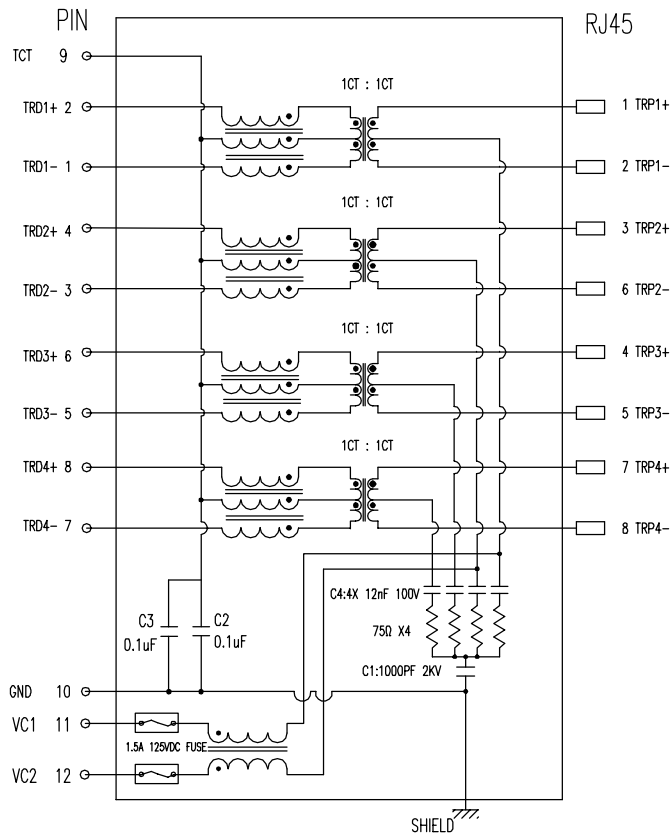 PIN
RJ45
TCT 9
1CT : 1CT
TRD1+ 2
1 TRP1+
TRD1- 1
2 TRP1-
1CT : 1CT
TRD2+ 4
3 TRP2+
TRD2- 3
6 TRP2-
1CT : 1CT
TRD3+ 6
4 TRP3+
TRD3- 5
5 TRP3-
1CT : 1CT
TRD4+ 8
7 TRP4+
TRD4- 7
8 TRP4-
C4:4X 12nF 100V
C3
0.1uF
C2
0.1uF
75Ω X4
C1:1000PF 2KV
GND 10
VC1 11
1.5A 125VDC FUSE
VC2 12
SHIELD